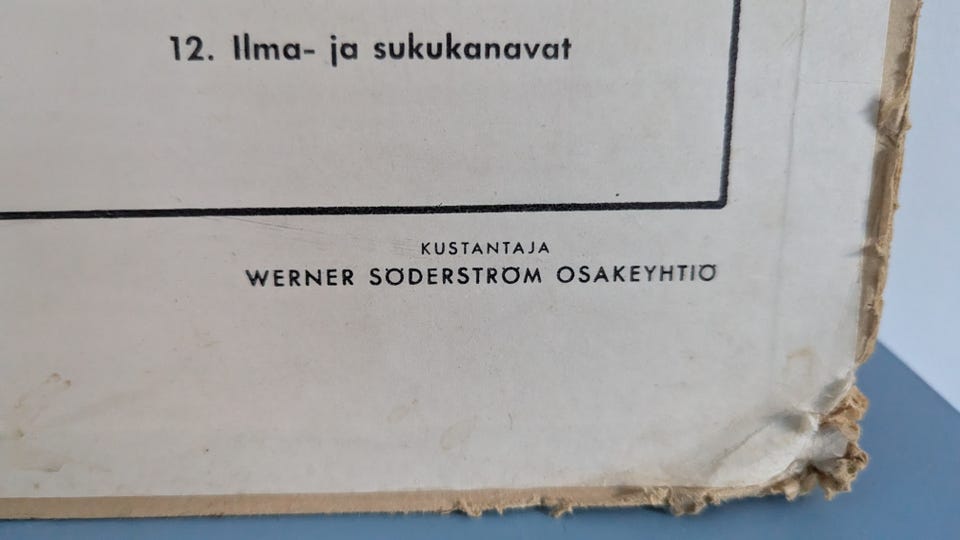 12. Ilma- ja sukukanavat
KUSTANTAJA
WERNER SÖDERSTRÖM OSAKEYHTIÖ